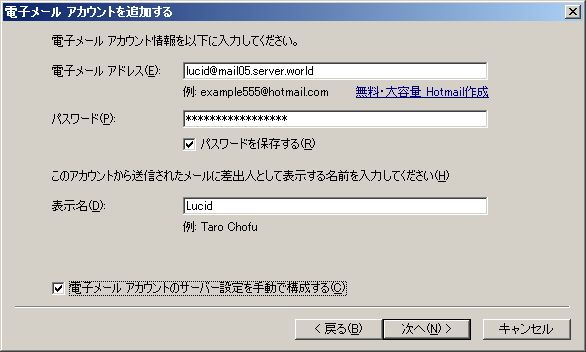 電子メール アカウントを追加する
電子メール アカウント情報を以下に入力してください。
電子メール アドレス(E):
lucid@mail05.server.world
例: example555@hotmail.com 無料・大容量 Hotmail作成
パスワード(P):
*****************
パスワードを保存する(R)
このアカウントから送信されたメールに差出人として表示する名前を入力してください(H)
表示名(D):
Lucid
例: Taro Chofu
電子メール アカウントのサーバー設定を手動で構成する(C)
< 戻る(B) 次へ(N) > キャンセル